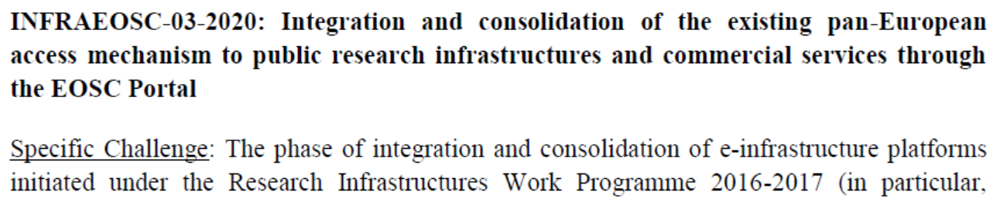 INFRAEOSC-03-2020: Integration and consolidation of the existing pan-European
access mechanism to public research infrastructures and commercial services through
the EOSC Portal
Specific Challenge: The phase of integration and consolidation of e-infrastructure platforms
initiated under the Research Infrastructures Work Programme 2016-2017 (in particular,